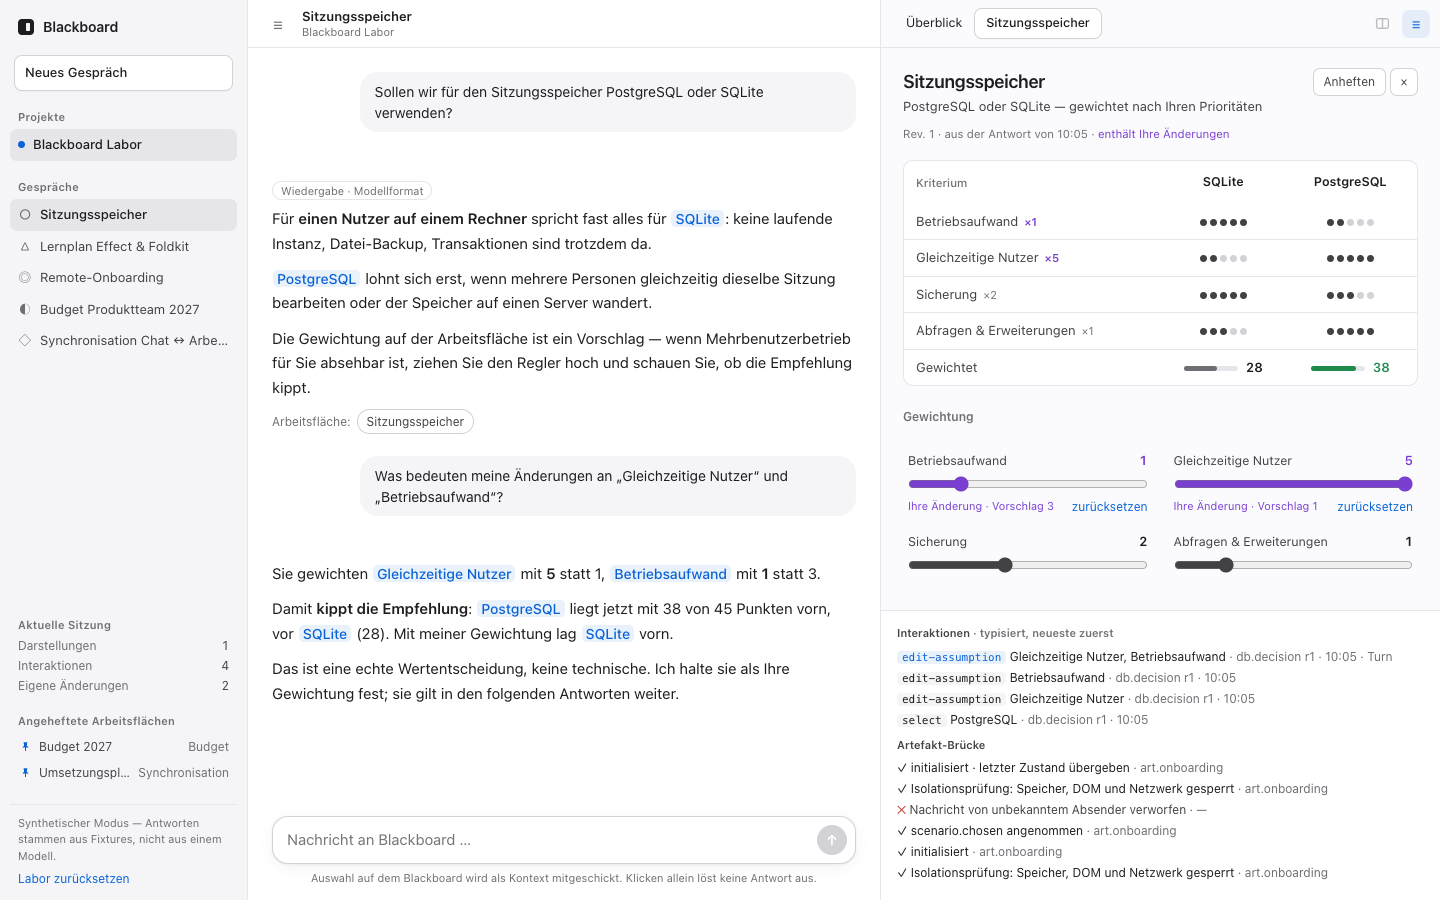 Blackboard
Neues Gespräch
Projekte
Blackboard Labor
Gespräche
Sitzungsspeicher
Lernplan Effect & Foldkit
Remote-Onboarding
Budget Produktteam 2027
Synchronisation Chat ↔ Arbe…
Aktuelle Sitzung
Darstellungen 1
Interaktionen 4
Eigene Änderungen 2
Angeheftete Arbeitsflächen
Budget 2027 Budget
Umsetzungspl… Synchronisation
Synthetischer Modus — Antworten
stammen aus Fixtures, nicht aus einem
Modell.
Labor zurücksetzen
Sitzungsspeicher
Blackboard Labor
Sollen wir für den Sitzungsspeicher PostgreSQL oder SQLite
verwenden?
Wiedergabe · Modellformat
Für einen Nutzer auf einem Rechner spricht fast alles für SQLite: keine laufende
Instanz, Datei-Backup, Transaktionen sind trotzdem da.
PostgreSQL lohnt sich erst, wenn mehrere Personen gleichzeitig dieselbe Sitzung
bearbeiten oder der Speicher auf einen Server wandert.
Die Gewichtung auf der Arbeitsfläche ist ein Vorschlag — wenn Mehrbenutzerbetrieb
für Sie absehbar ist, ziehen Sie den Regler hoch und schauen Sie, ob die Empfehlung
kippt.
Arbeitsfläche: Sitzungsspeicher
Was bedeuten meine Änderungen an „Gleichzeitige Nutzer“ und
„Betriebsaufwand“?
Sie gewichten Gleichzeitige Nutzer mit 5 statt 1, Betriebsaufwand mit 1 statt 3.
Damit kippt die Empfehlung: PostgreSQL liegt jetzt mit 38 von 45 Punkten vorn,
vor SQLite (28). Mit meiner Gewichtung lag SQLite vorn.
Das ist eine echte Wertentscheidung, keine technische. Ich halte sie als Ihre
Gewichtung fest; sie gilt in den folgenden Antworten weiter.
Nachricht an Blackboard …
Auswahl auf dem Blackboard wird als Kontext mitgeschickt. Klicken allein löst keine Antwort aus.
Überblick Sitzungsspeicher
Sitzungsspeicher
Anheften ×
PostgreSQL oder SQLite — gewichtet nach Ihren Prioritäten
Rev. 1 · aus der Antwort von 10:05 · enthält Ihre Änderungen
Kriterium SQLite PostgreSQL
Betriebsaufwand ×1
Gleichzeitige Nutzer ×5
Sicherung ×2
Abfragen & Erweiterungen ×1
Gewichtet 28 38
Gewichtung
Betriebsaufwand 1
Ihre Änderung · Vorschlag 3 zurücksetzen
Gleichzeitige Nutzer 5
Ihre Änderung · Vorschlag 1 zurücksetzen
Sicherung 2
Abfragen & Erweiterungen 1
Interaktionen · typisiert, neueste zuerst
edit-assumption Gleichzeitige Nutzer, Betriebsaufwand · db.decision r1 · 10:05 · Turn
edit-assumption Betriebsaufwand · db.decision r1 · 10:05
edit-assumption Gleichzeitige Nutzer · db.decision r1 · 10:05
select PostgreSQL · db.decision r1 · 10:05
Artefakt-Brücke
✓ initialisiert · letzter Zustand übergeben · art.onboarding
✓ Isolationsprüfung: Speicher, DOM und Netzwerk gesperrt · art.onboarding
✕ Nachricht von unbekanntem Absender verworfen · —
✓ scenario.chosen angenommen · art.onboarding
✓ initialisiert · art.onboarding
✓ Isolationsprüfung: Speicher, DOM und Netzwerk gesperrt · art.onboarding